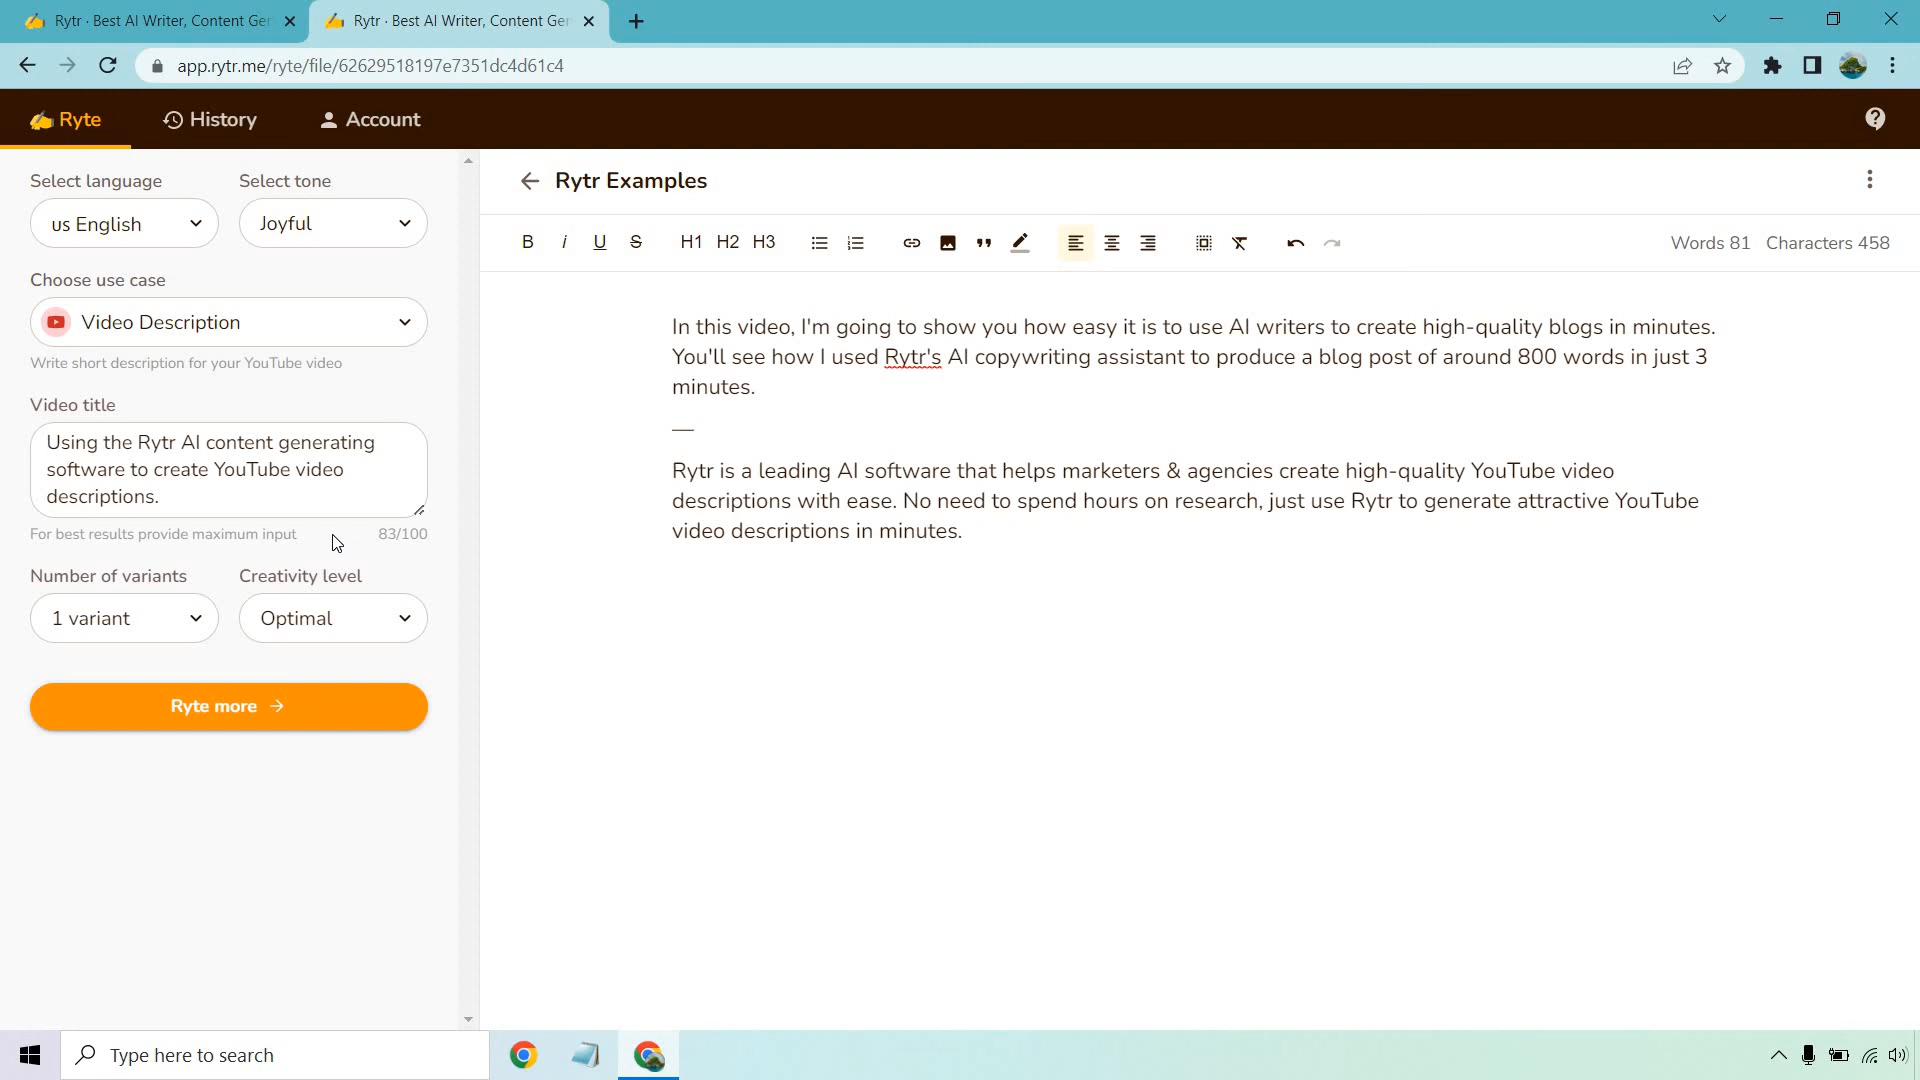 Rytr · Best AI Writer, Content Ger
Rytr · Best AI Writer, Content Ger
app.rytr.me/ryte/file/62629518197e7351dc4d61c4
Ryte
History
Account
Select language
Select tone
us English
Joyful
Choose use case
Video Description
Write short description for your YouTube video
Video title
Using the Rytr AI content generating
software to create YouTube video
descriptions.
For best results provide maximum input
83/100
Number of variants
Creativity level
1 variant
Optimal
Ryte more
Rytr Examples
B i U S H1 H2 H3
Words 81 Characters 458
In this video, I'm going to show you how easy it is to use AI writers to create high-quality blogs in minutes.
You'll see how I used Rytr's AI copywriting assistant to produce a blog post of around 800 words in just 3
minutes.
—
Rytr is a leading AI software that helps marketers & agencies create high-quality YouTube video
descriptions with ease. No need to spend hours on research, just use Rytr to generate attractive YouTube
video descriptions in minutes.
Type here to search